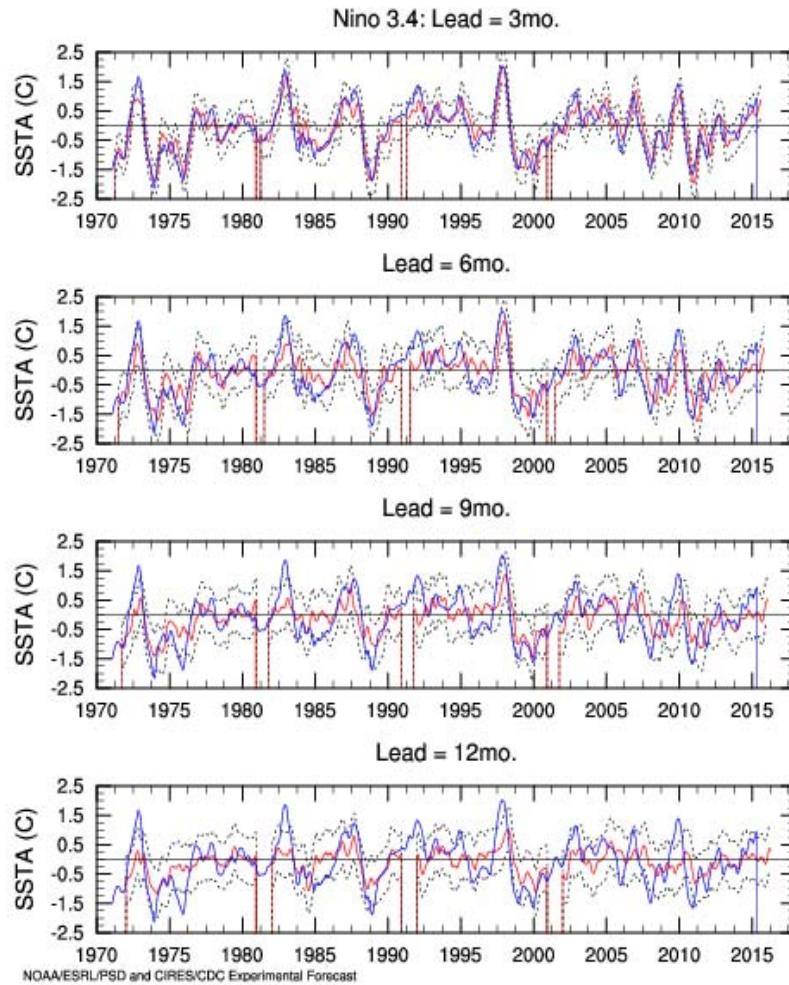 Nino 3.4: Lead = 3mo.
2.5
1.5
0.5
-0.5
-1.5
-2.5
SSTA (C)
1970 1975 1980 1985 1990 1995 2000 2005 2010 2015
Lead = 6mo.
2.5
1.5
0.5
-0.5
-1.5
-2.5
SSTA (C)
1970 1975 1980 1985 1990 1995 2000 2005 2010 2015
Lead = 9mo.
2.5
1.5
0.5
-0.5
-1.5
-2.5
SSTA (C)
1970 1975 1980 1985 1990 1995 2000 2005 2010 2015
Lead = 12mo.
2.5
1.5
0.5
-0.5
-1.5
-2.5
SSTA (C)
1970 1975 1980 1985 1990 1995 2000 2005 2010 2015
NOAA/ESRL/PSD and CIRES/CDC Experimental Forecast